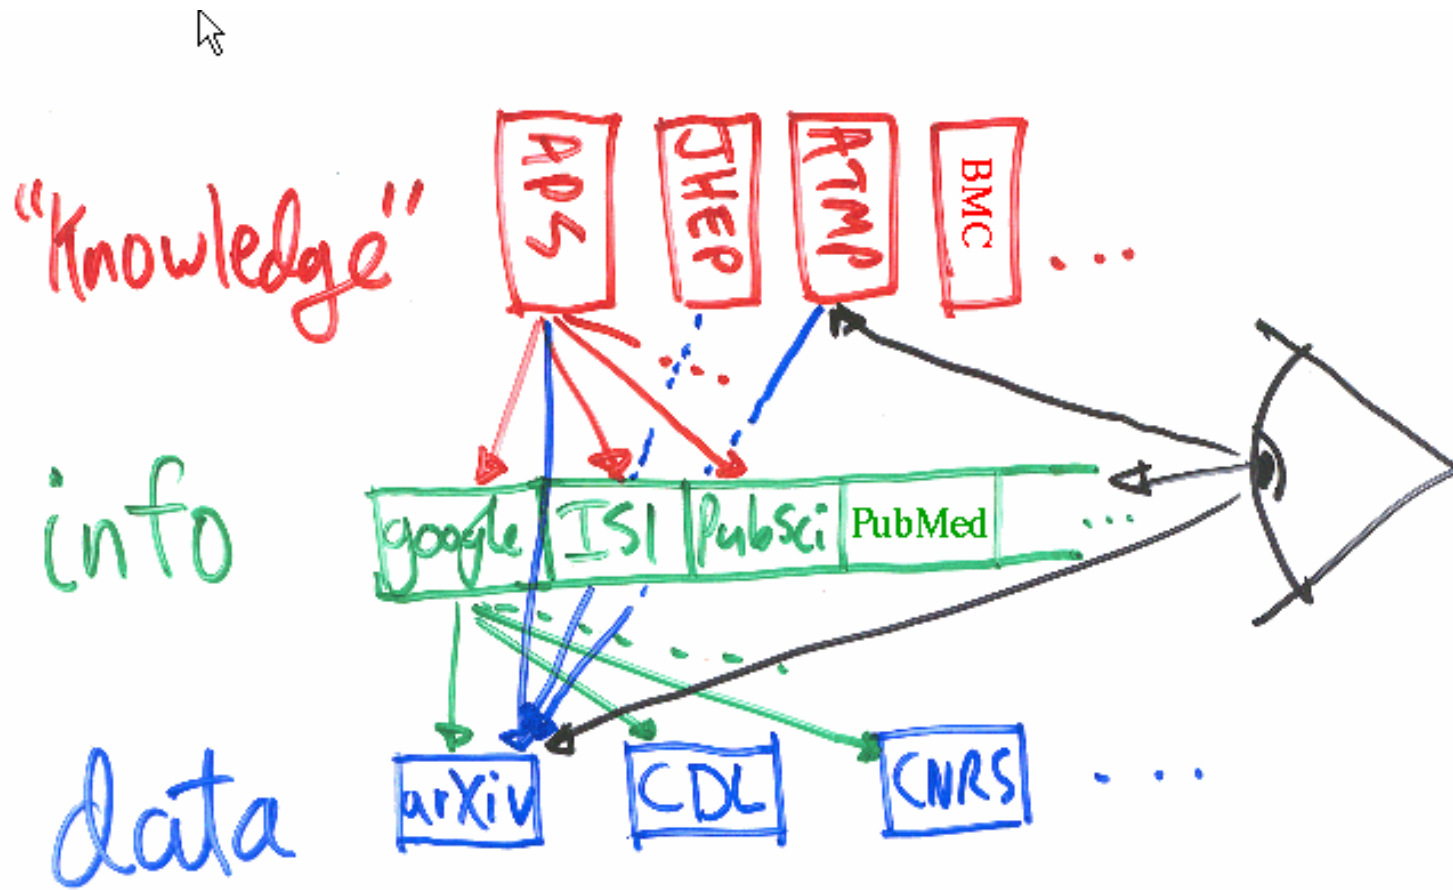 "Knowledge"
APS
JHEP
ATMP
BMC
...
info
google
ISI
PubSci
PubMed
...
data
arXiv
CDL
CNRS
...